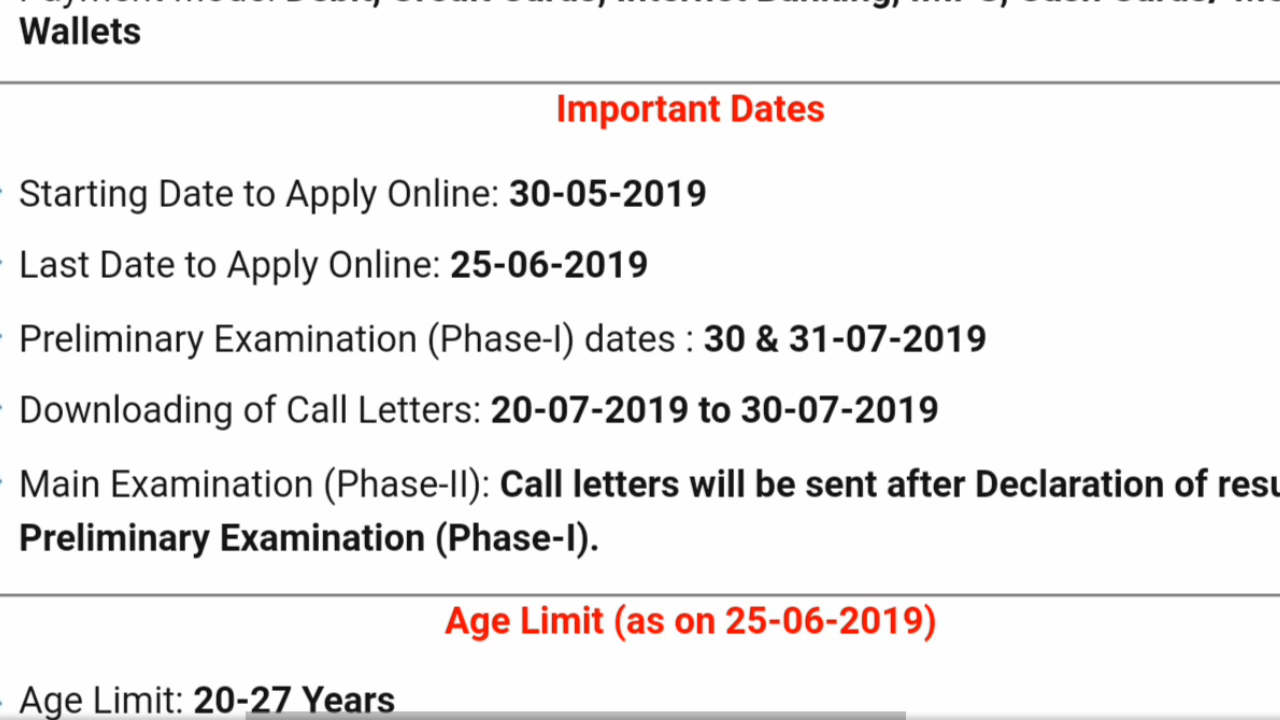 Wallets
Important Dates
Starting Date to Apply Online: 30-05-2019
Last Date to Apply Online: 25-06-2019
Preliminary Examination (Phase-I) dates : 30 & 31-07-2019
Downloading of Call Letters: 20-07-2019 to 30-07-2019
Main Examination (Phase-II): Call letters will be sent after Declaration of
Preliminary Examination (Phase-I).
Age Limit (as on 25-06-2019)
Age Limit: 20-27 Years